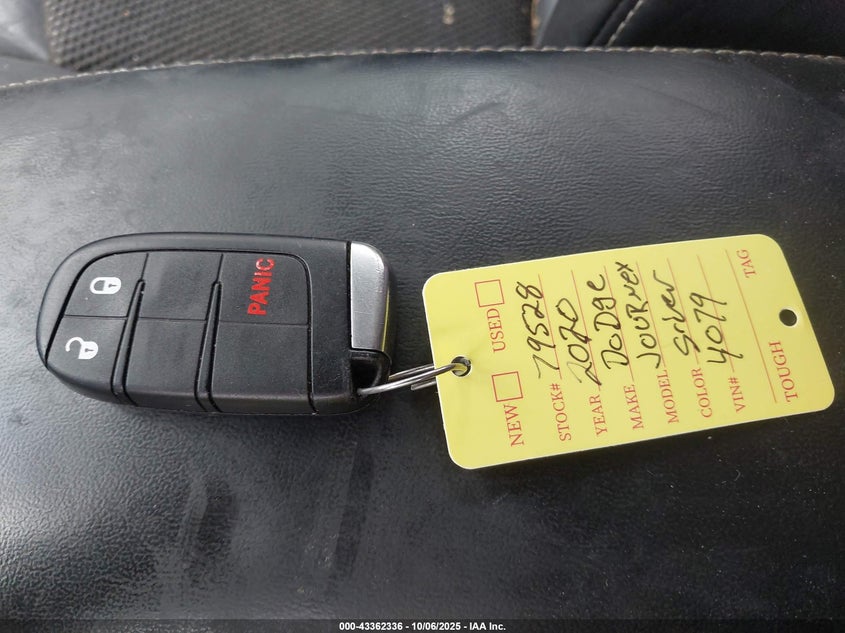 PANIC
NEW USED
STOCK# 79528
YEAR 2020
MAKE DODGE
MODEL JOURNEY
COLOR Silver
VIN# 4079
TOUGH TAG
000-43362336 - 10/06/2025 - IAA Inc.